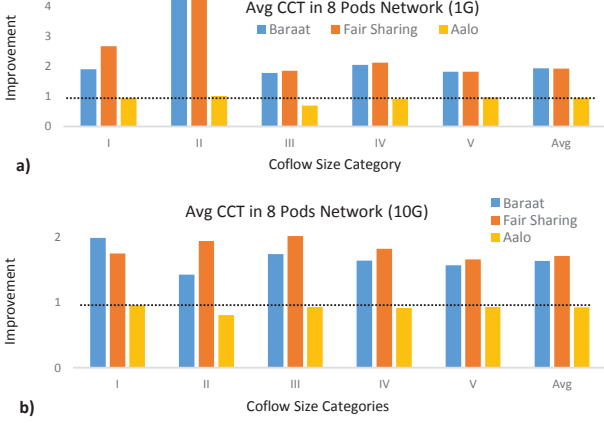 Avg CCT in 8 Pods Network (1G)
Baraat Fair Sharing Aalo
Improvement
4
3
2
1
0
I II III IV V Avg
a)
Coflow Size Category
Avg CCT in 8 Pods Network (10G)
Baraat
Fair Sharing
Aalo
Improvement
2
1
0
I II III IV V Avg
b)
Coflow Size Categories